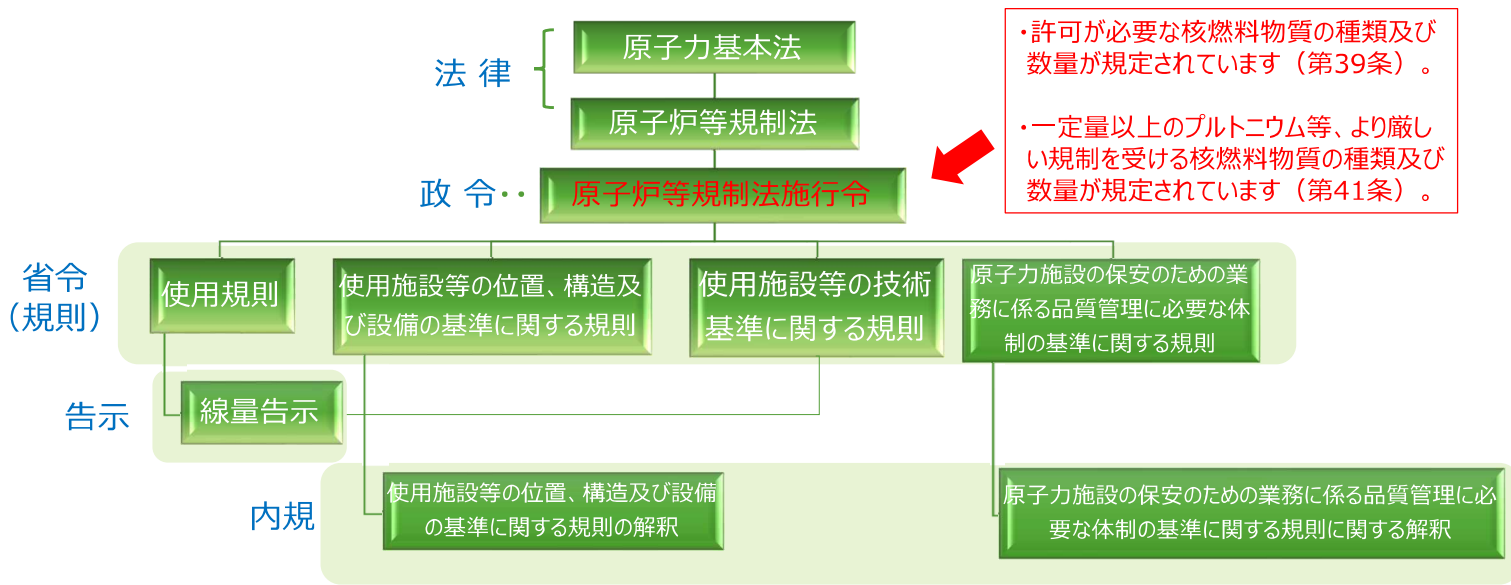 法 律
原子力基本法
原子炉等規制法
政 令‥
原子炉等規制法施行令
・許可が必要な核燃料物質の種類及び
数量が規定されています（第39条）。
・一定量以上のプルトニウム等、より厳し
い規制を受ける核燃料物質の種類及び
数量が規定されています（第41条）。
省令
（規則）
使用規則
使用施設等の位置、構造及
び設備の基準に関する規則
使用施設等の技術
基準に関する規則
原子力施設の保安のための業
務に係る品質管理に必要な体
制の基準に関する規則
告示
線量告示
内規
使用施設等の位置、構造及び設備
の基準に関する規則の解釈
原子力施設の保安のための業務に係る品質管理に必
要な体制の基準に関する規則に関する解釈